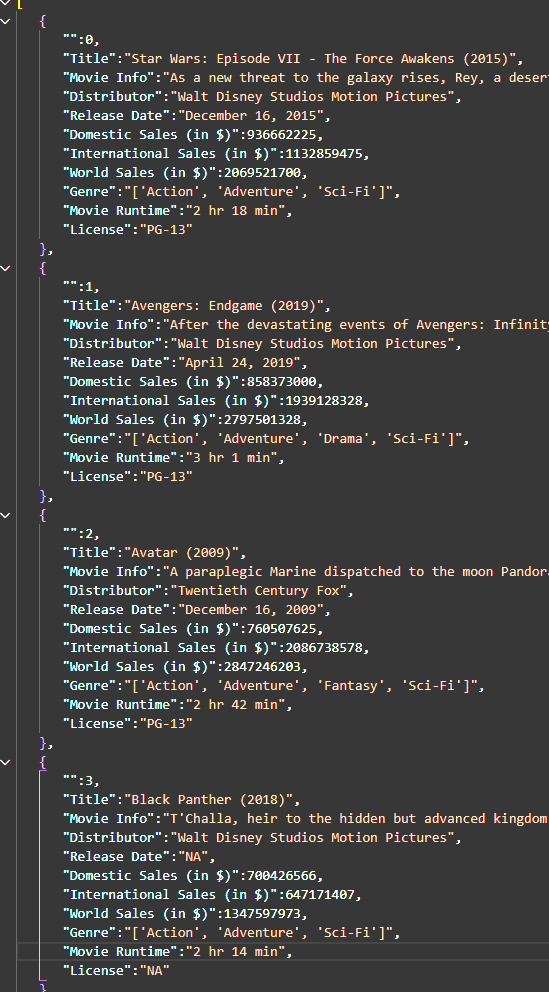 [
{
"":0,
"Title":"Star Wars: Episode VII - The Force Awakens (2015)",
"Movie Info":"As a new threat to the galaxy rises, Rey, a desert
"Distributor":"Walt Disney Studios Motion Pictures",
"Release Date":"December 16, 2015",
"Domestic Sales (in $)":936662225,
"International Sales (in $)":1132859475,
"World Sales (in $)":2069521700,
"Genre":"['Action', 'Adventure', 'Sci-Fi']",
"Movie Runtime":"2 hr 18 min",
"License":"PG-13"
},
{
"":1,
"Title":"Avengers: Endgame (2019)",
"Movie Info":"After the devastating events of Avengers: Infinity
"Distributor":"Walt Disney Studios Motion Pictures",
"Release Date":"April 24, 2019",
"Domestic Sales (in $)":858373000,
"International Sales (in $)":1939128328,
"World Sales (in $)":2797501328,
"Genre":"['Action', 'Adventure', 'Drama', 'Sci-Fi']",
"Movie Runtime":"3 hr 1 min",
"License":"PG-13"
},
{
"":2,
"Title":"Avatar (2009)",
"Movie Info":"A paraplegic Marine dispatched to the moon Pandora
"Distributor":"Twentieth Century Fox",
"Release Date":"December 16, 2009",
"Domestic Sales (in $)":760507625,
"International Sales (in $)":2086738578,
"World Sales (in $)":2847246203,
"Genre":"['Action', 'Adventure', 'Fantasy', 'Sci-Fi']",
"Movie Runtime":"2 hr 42 min",
"License":"PG-13"
},
{
"":3,
"Title":"Black Panther (2018)",
"Movie Info":"T'Challa, heir to the hidden but advanced kingdom
"Distributor":"Walt Disney Studios Motion Pictures",
"Release Date":"NA",
"Domestic Sales (in $)":700426566,
"International Sales (in $)":647171407,
"World Sales (in $)":1347597973,
"Genre":"['Action', 'Adventure', 'Sci-Fi']",
"Movie Runtime":"2 hr 14 min",
"License":"NA"
}